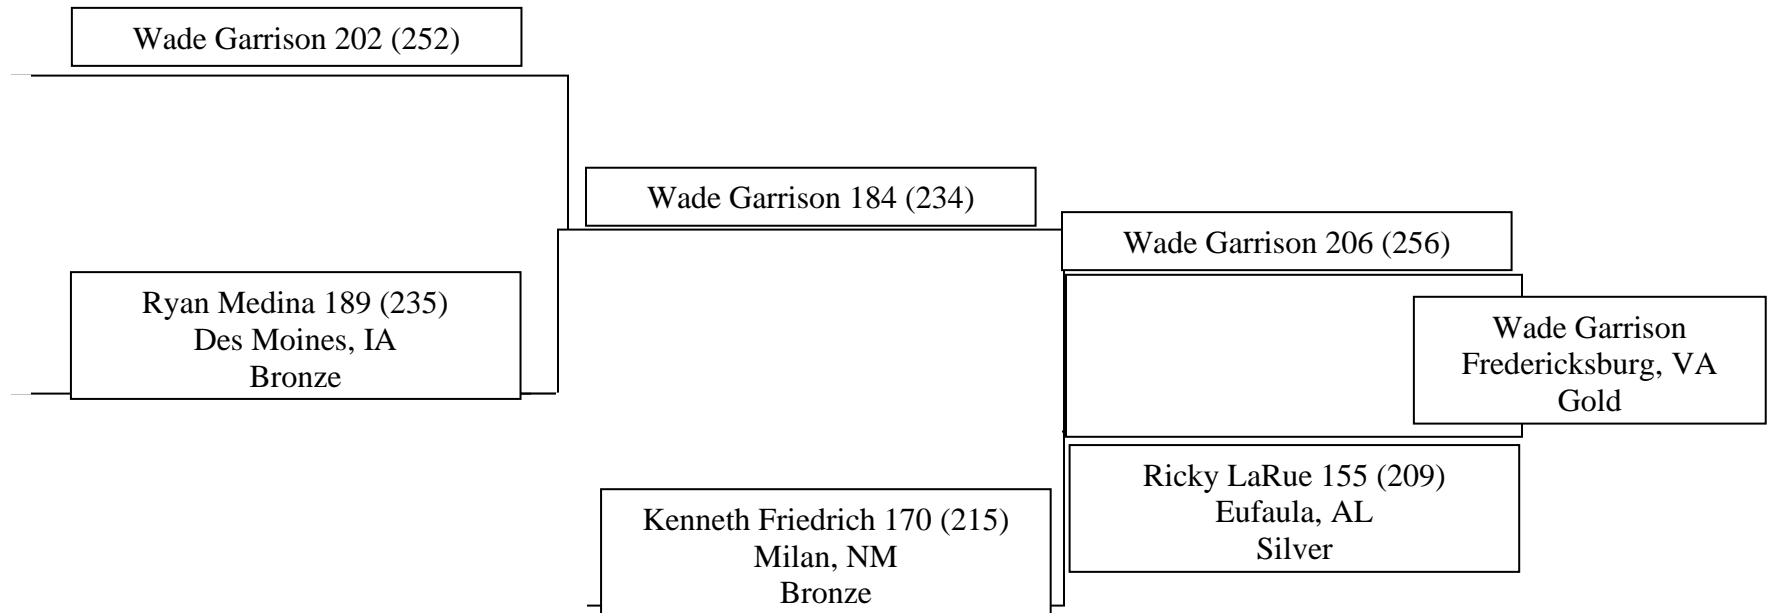 Wade Garrison 202 (252)
Ryan Medina 189 (235)
Des Moines, IA
Bronze
Wade Garrison 184 (234)
Kenneth Friedrich 170 (215)
Milan, NM
Bronze
Wade Garrison 206 (256)
Ricky LaRue 155 (209)
Eufaula, AL
Silver
Wade Garrison
Fredericksburg, VA
Gold